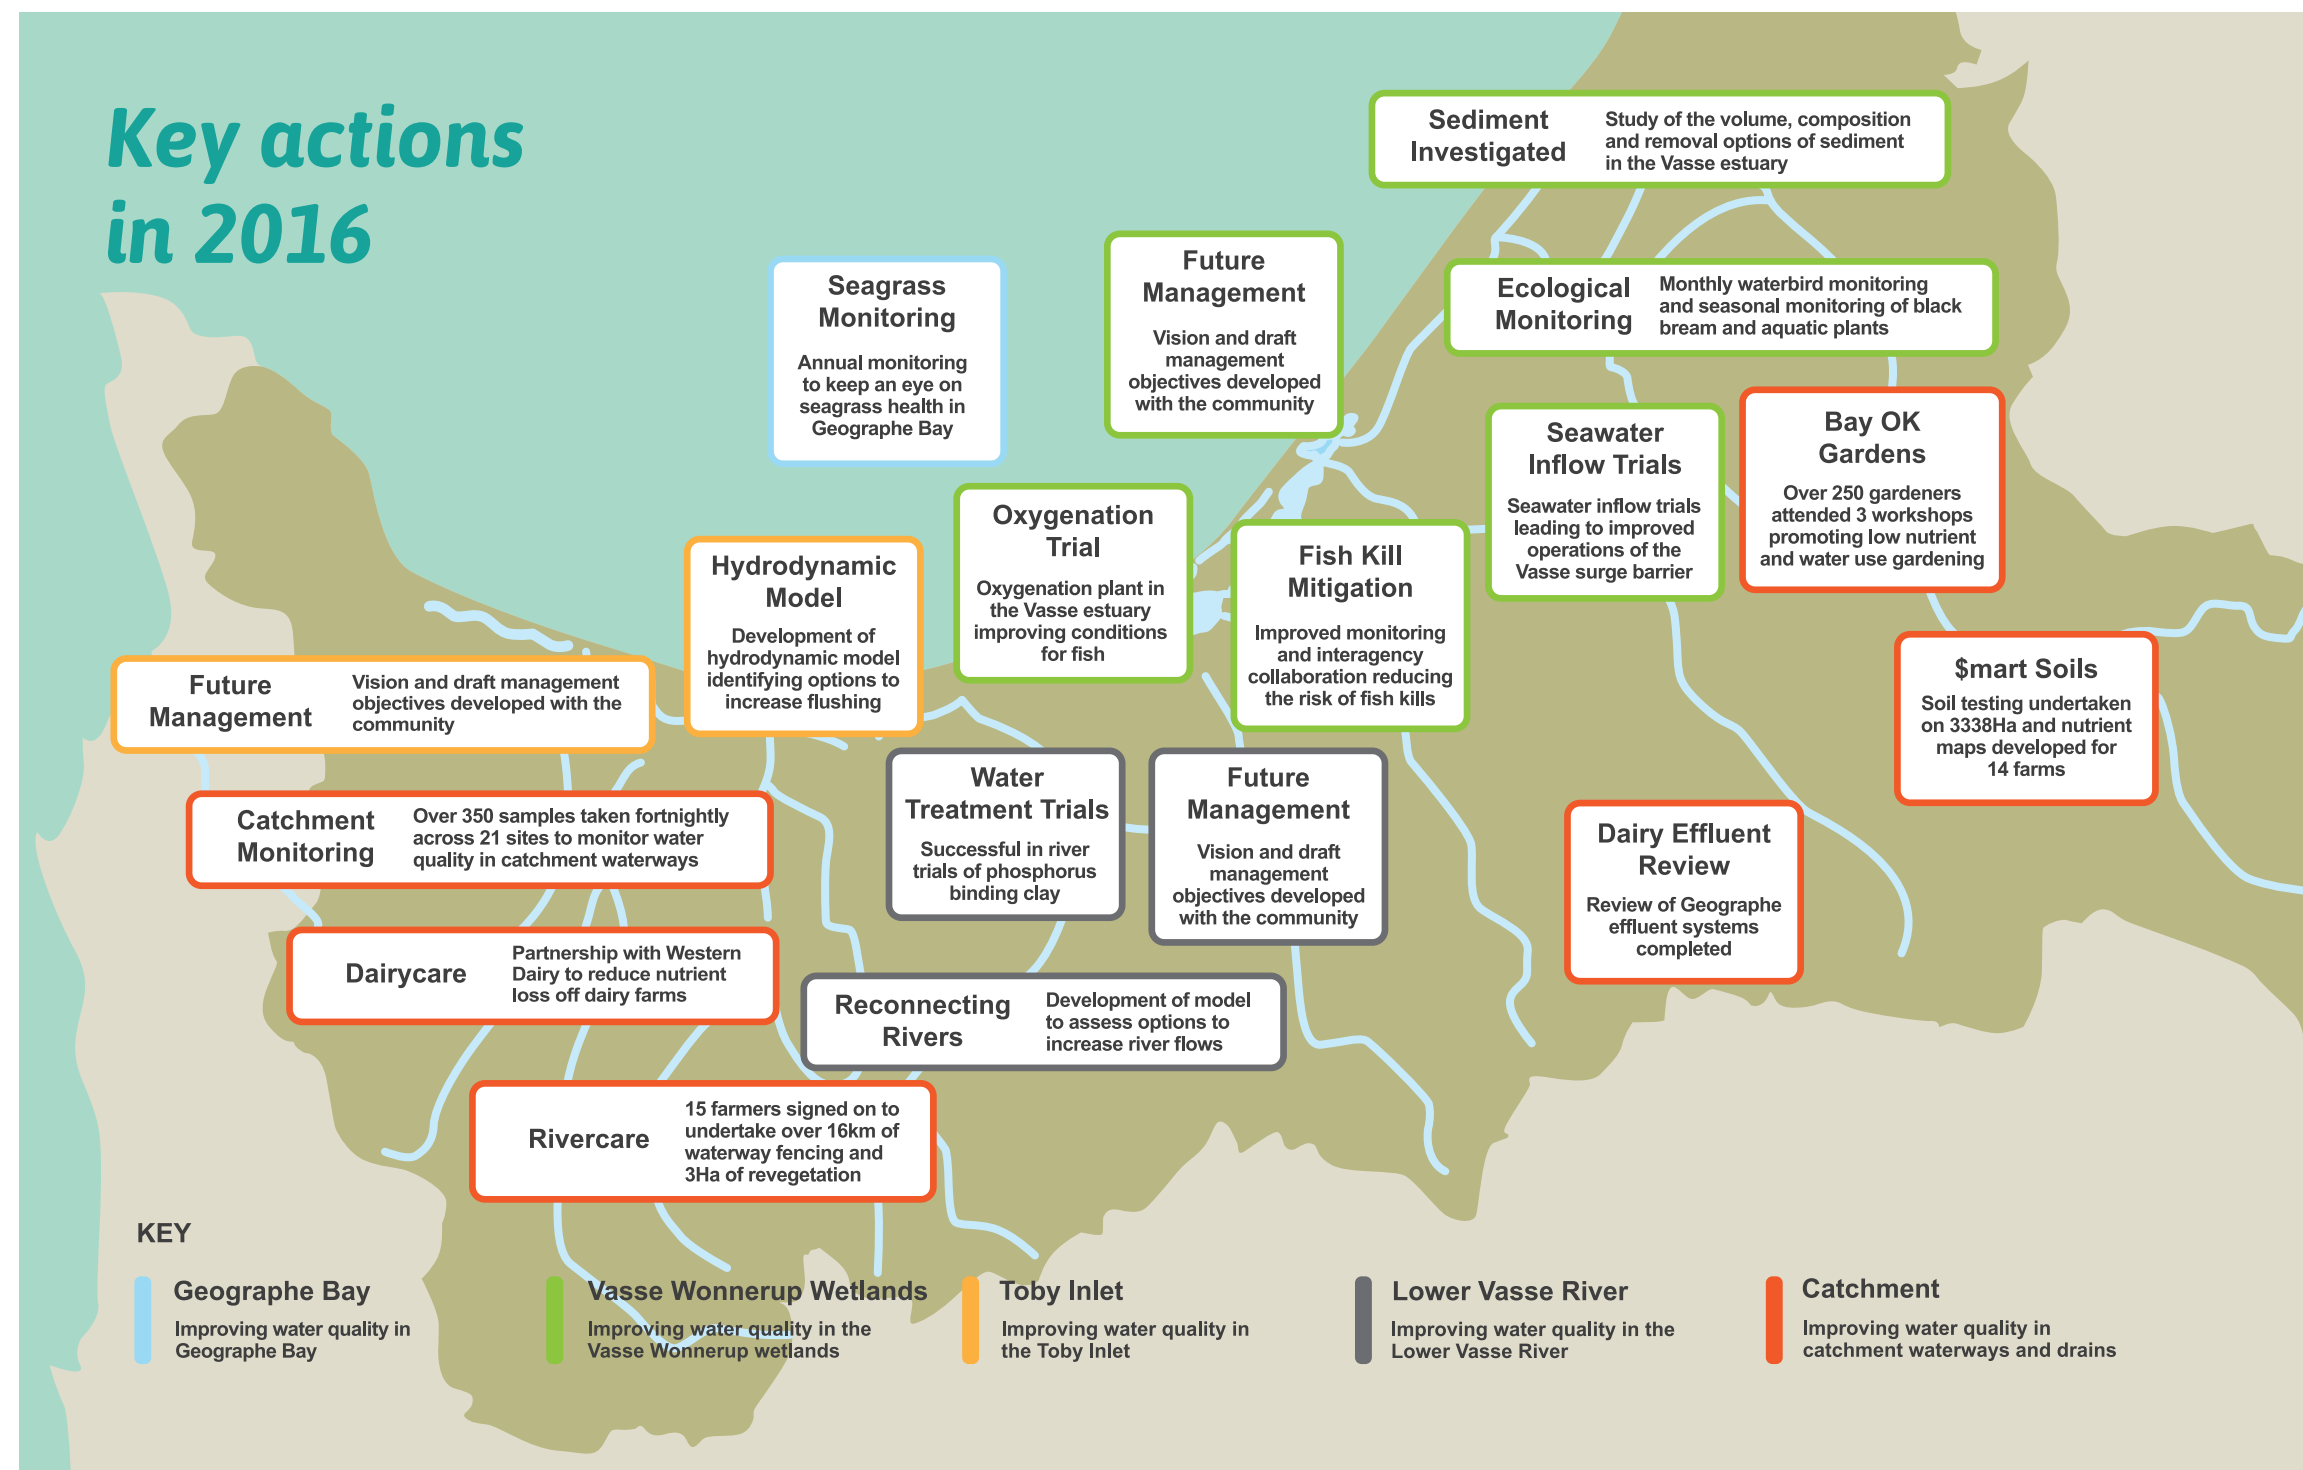 Key actions
in 2016
Sediment
Investigated
Study of the volume, composition
and removal options of sediment
in the Vasse estuary
Future
Management
Vision and draft
management
objectives developed
with the community
Seagrass
Monitoring
Annual monitoring
to keep an eye on
seagrass health in
Geographe Bay
Ecological
Monitoring
Monthly waterbird monitoring
and seasonal monitoring of black
bream and aquatic plants
Bay OK
Gardens
Over 250 gardeners
attended 3 workshops
promoting low nutrient
and water use gardening
Seawater
Inflow Trials
Seawater inflow trials
leading to improved
operations of the
Vasse surge barrier
Oxygenation
Trial
Oxygenation plant in
the Vasse estuary
improving conditions
for fish
Fish Kill
Mitigation
Improved monitoring
and interagency
collaboration reducing
the risk of fish kills
Hydrodynamic
Model
Development of
hydrodynamic model
identifying options to
increase flushing
$mart Soils
Soil testing undertaken
on 3338Ha and nutrient
maps developed for
14 farms
Future
Management
Vision and draft management
objectives developed with the
community
Water
Treatment Trials
Successful in river
trials of phosphorus
binding clay
Future
Management
Vision and draft
management
objectives developed
with the community
Catchment
Monitoring
Over 350 samples taken fortnightly
across 21 sites to monitor water
quality in catchment waterways
Dairy Effluent
Review
Review of Geographe
effluent systems
completed
Dairycare
Partnership with Western
Dairy to reduce nutrient
loss off dairy farms
Reconnecting
Rivers
Development of model
to assess options to
increase river flows
Rivercare
15 farmers signed on to
undertake over 16km of
waterway fencing and
3Ha of revegetation
KEY
Geographe Bay
Improving water quality in
Geographe Bay
Vasse Wonnerup Wetlands
Improving water quality in the
Vasse Wonnerup wetlands
Toby Inlet
Improving water quality in
the Toby Inlet
Lower Vasse River
Improving water quality in the
Lower Vasse River
Catchment
Improving water quality in
catchment waterways and drains